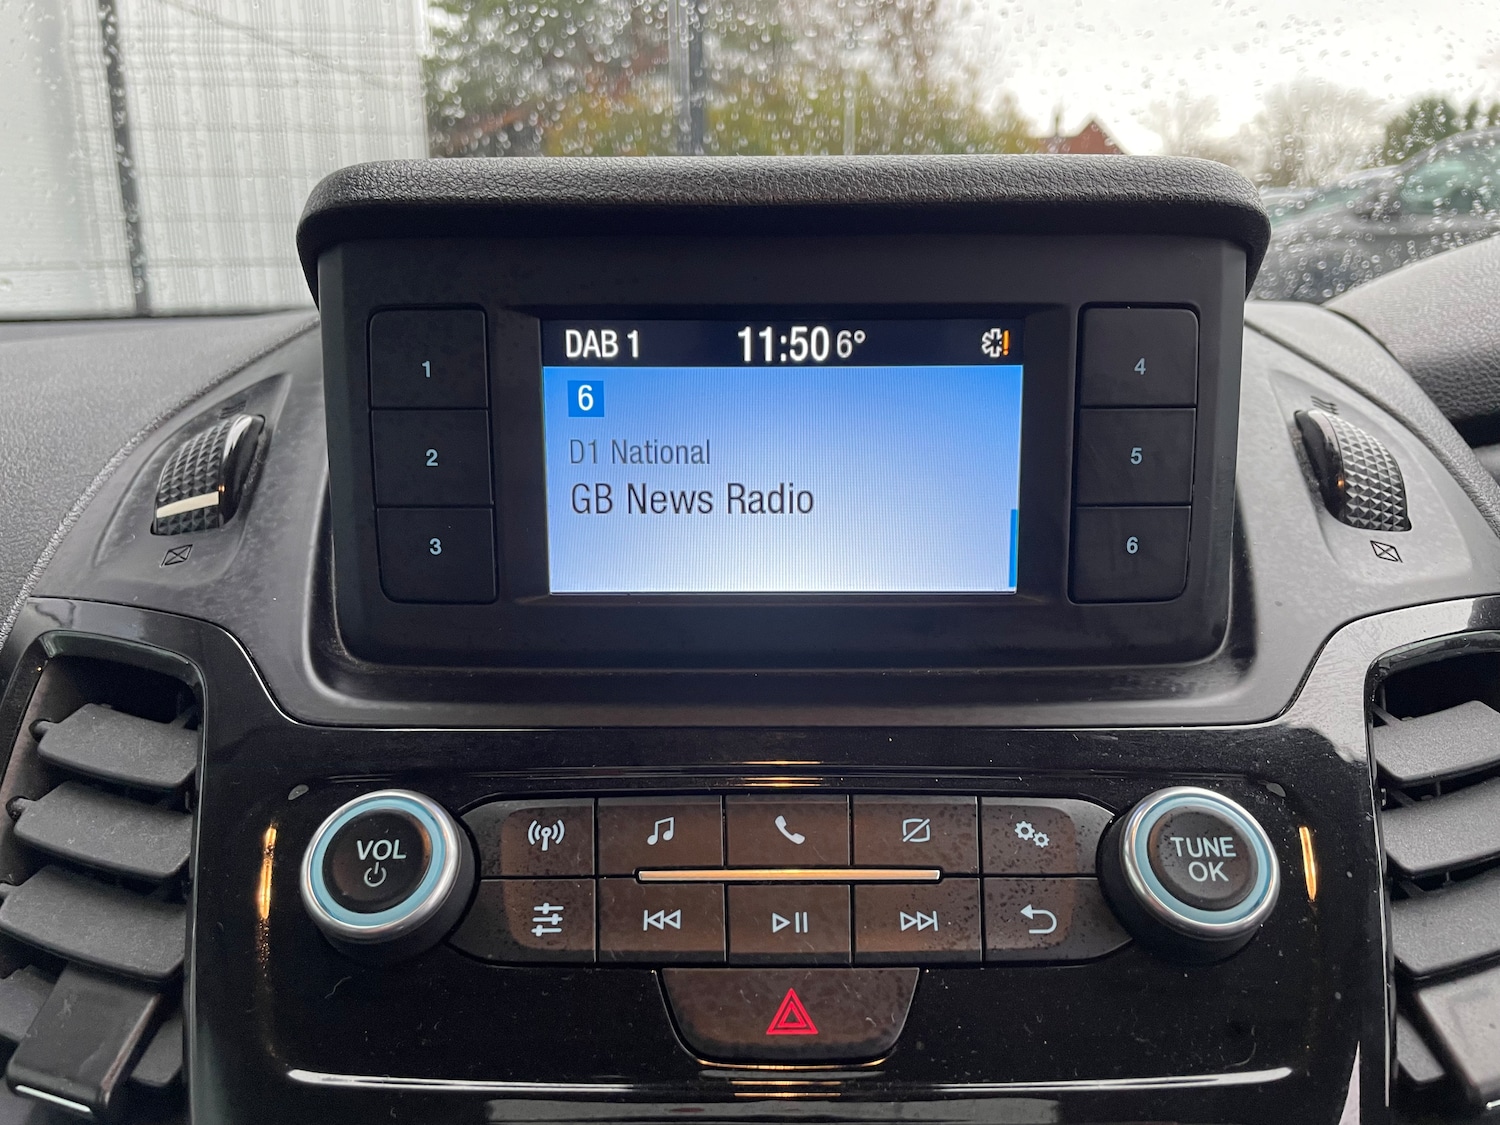 DAB 1 11:50 6°
6
D1 National
GB News Radio
1
2
3
4
5
6
VOL
TUNE
OK